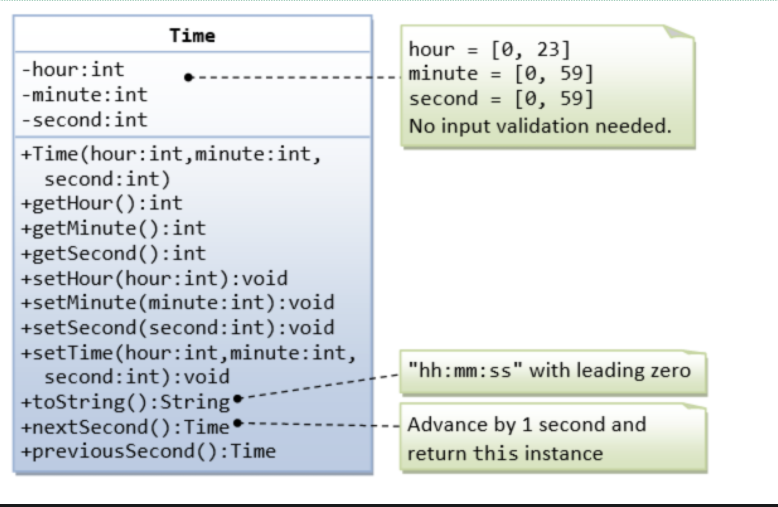 Time
-hour:int
-minute:int
-second:int
hour = [0, 23]
minute = [0, 59]
second = [0, 59]
No input validation needed.
+Time(hour:int,minute:int,
second:int)
+getHour():int
+getMinute():int
+getSecond():int
+setHour(hour:int):void
+setMinute(minute:int):void
+setSecond(second:int):void
+setTime(hour:int,minute:int,
second:int):void
+toString():String
"hh:mm:ss" with leading zero
+nextSecond():Time
Advance by 1 second and
return this instance
+previousSecond():Time